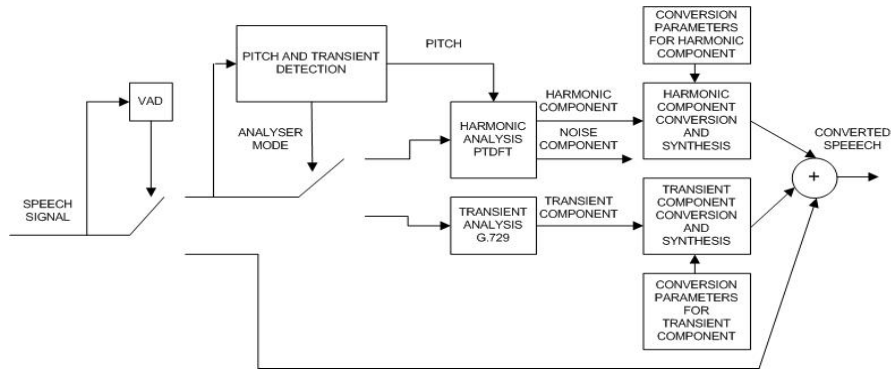 CONVERSION
PARAMETERS
FOR HARMONIC
COMPONENT
PITCH AND TRANSIENT
DETECTION
PITCH
VAD
HARMONIC
COMPONENT
HARMONIC
COMPONENT
CONVERSION
AND
SYNTHESIS
ANALYSER
MODE
HARMONIC
ANALYSIS
PTDFT
NOISE
COMPONENT
CONVERTED
SPEEECH
+
SPEECH
SIGNAL
TRANSIENT
ANALYSIS
G.729
TRANSIENT
COMPONENT
TRANSIENT
COMPONENT
CONVERSION
AND
SYNTHESIS
CONVERSION
PARAMETERS
FOR
TRANSIENT
COMPONENT